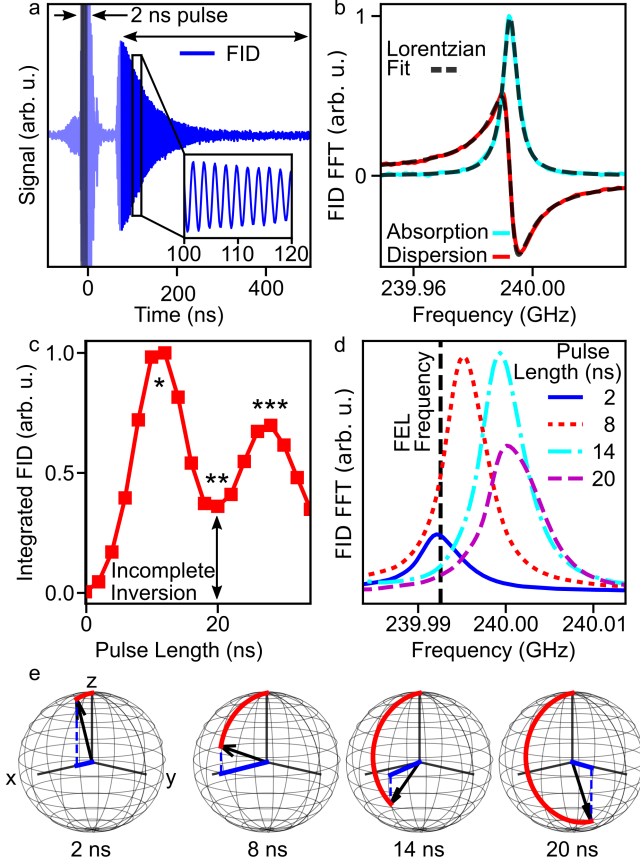 a
2 ns pulse
FID
Signal (arb. u.)
100 110 120
0 200 400
Time (ns)
b
Lorentzian
Fit
1
0
FID FFT (arb. u.)
Absorption
Dispersion
239.96 240.00
Frequency (GHz)
c
Integrated FID (arb. u.)
1.0
0.5
0.0
*
**
***
Incomplete
Inversion
0 20
Pulse Length (ns)
d
Pulse
Length (ns)
2
8
14
20
FEL
Frequency
FID FFT (arb. u.)
239.99 240.00 240.01
Frequency (GHz)
e
z
x
y
2 ns 8 ns 14 ns 20 ns